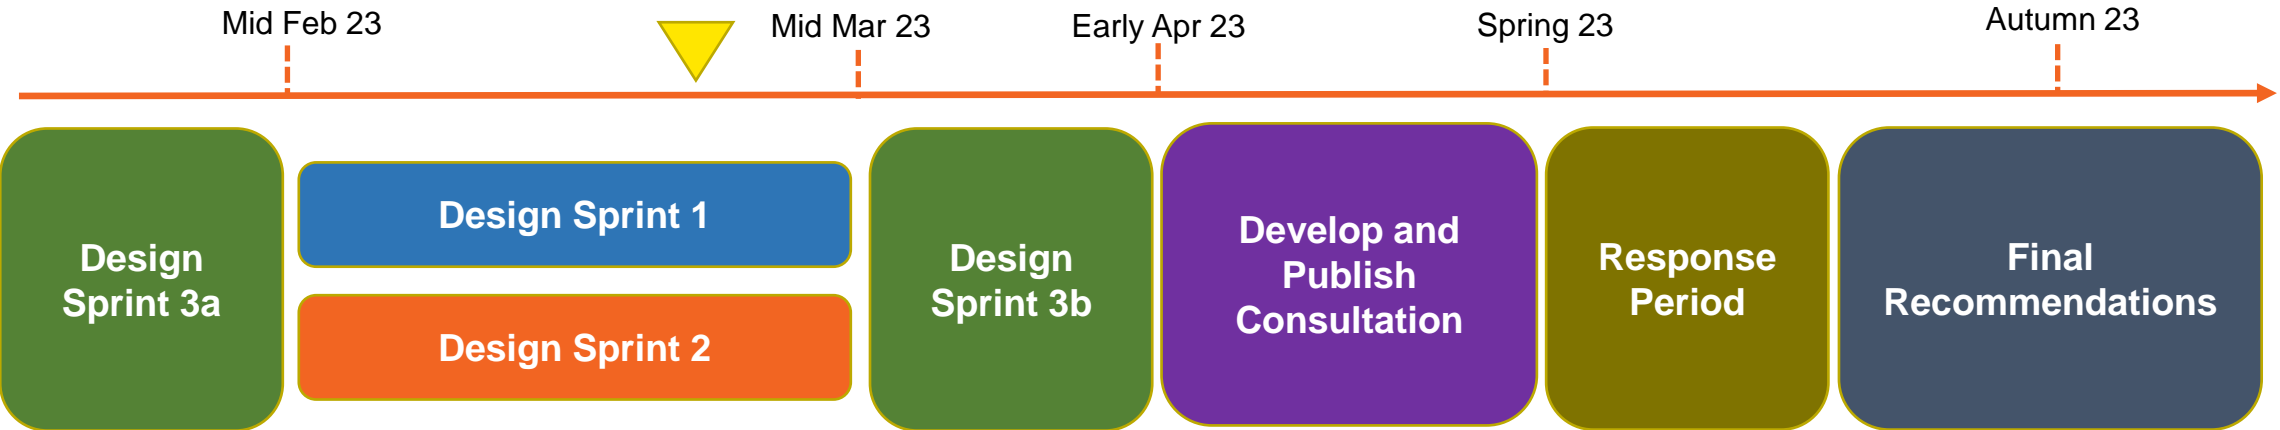 Mid Feb 23
Mid Mar 23
Early Apr 23
Spring 23
Autumn 23
Design
Sprint 3a
Design Sprint 1
Design Sprint 2
Design
Sprint 3b
Develop and
Publish
Consultation
Response
Period
Final
Recommendations